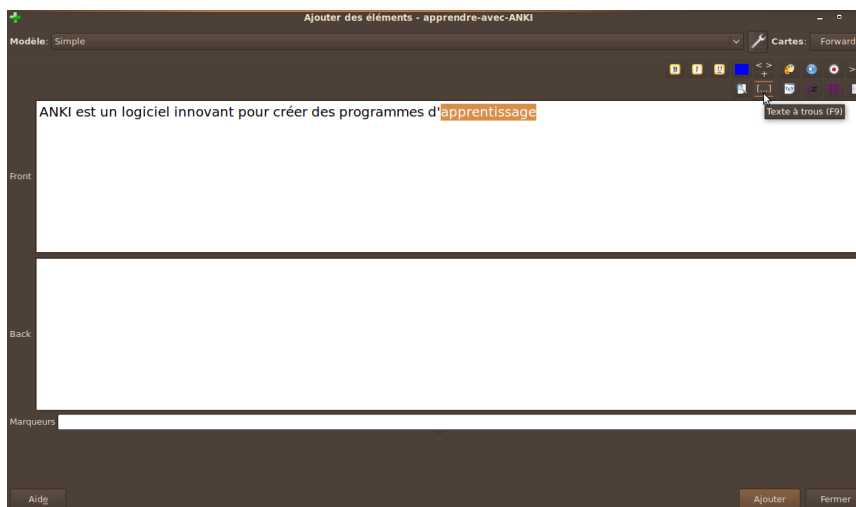 Ajouter des éléments - apprendre-avec-ANKI
Modèle: Simple
Cartes: Forward
B I U < > +
[...] TeX
Texte à trous (F9)
Front
ANKI est un logiciel innovant pour créer des programmes d'apprentissage
Back
Marqueurs
Aide
Ajouter
Fermer